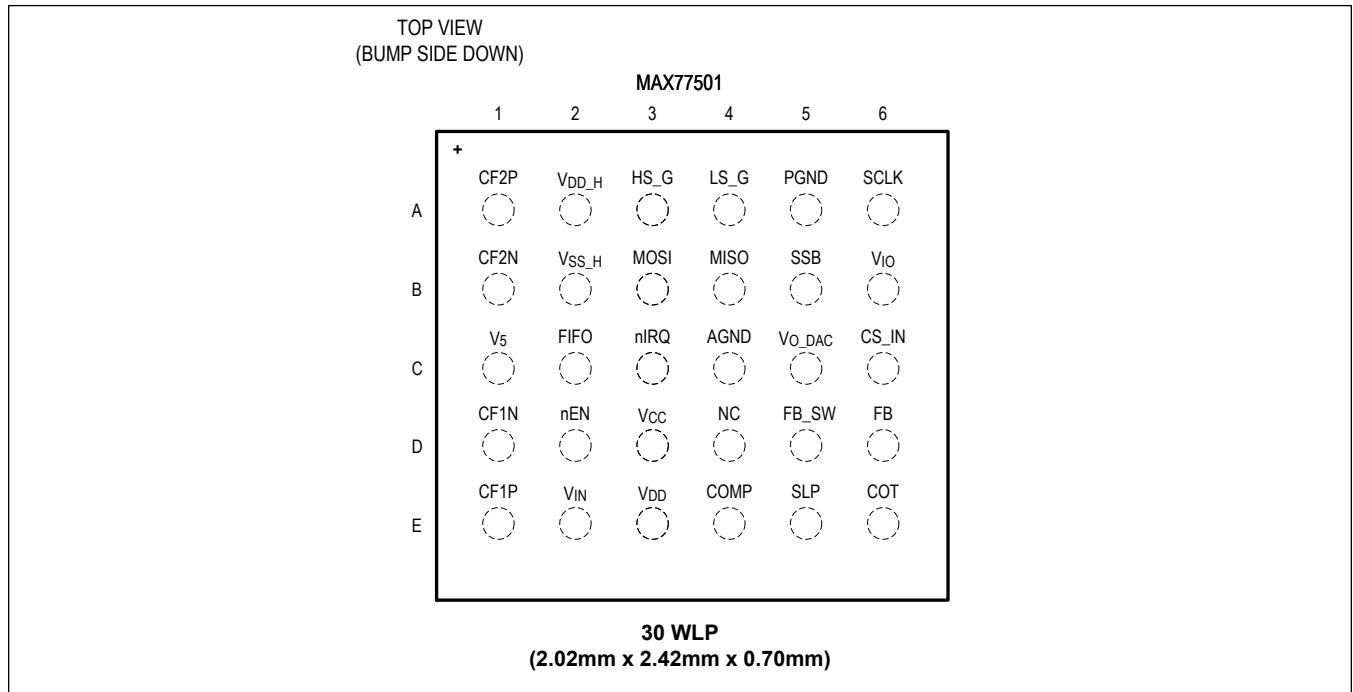 TOP VIEW
(BUMP SIDE DOWN)
MAX77501
1 2 3 4 5 6
+
CF2P VDD_H HS_G LS_G PGND SCLK
A
CF2N VSS_H MOSI MISO SSB VIO
B
V5 FIFO nIRQ AGND VO_DAC CS_IN
C
CF1N nEN VCC NC FB_SW FB
D
CF1P VIN VDD COMP SLP COT
E
30 WLP
(2.02mm x 2.42mm x 0.70mm)